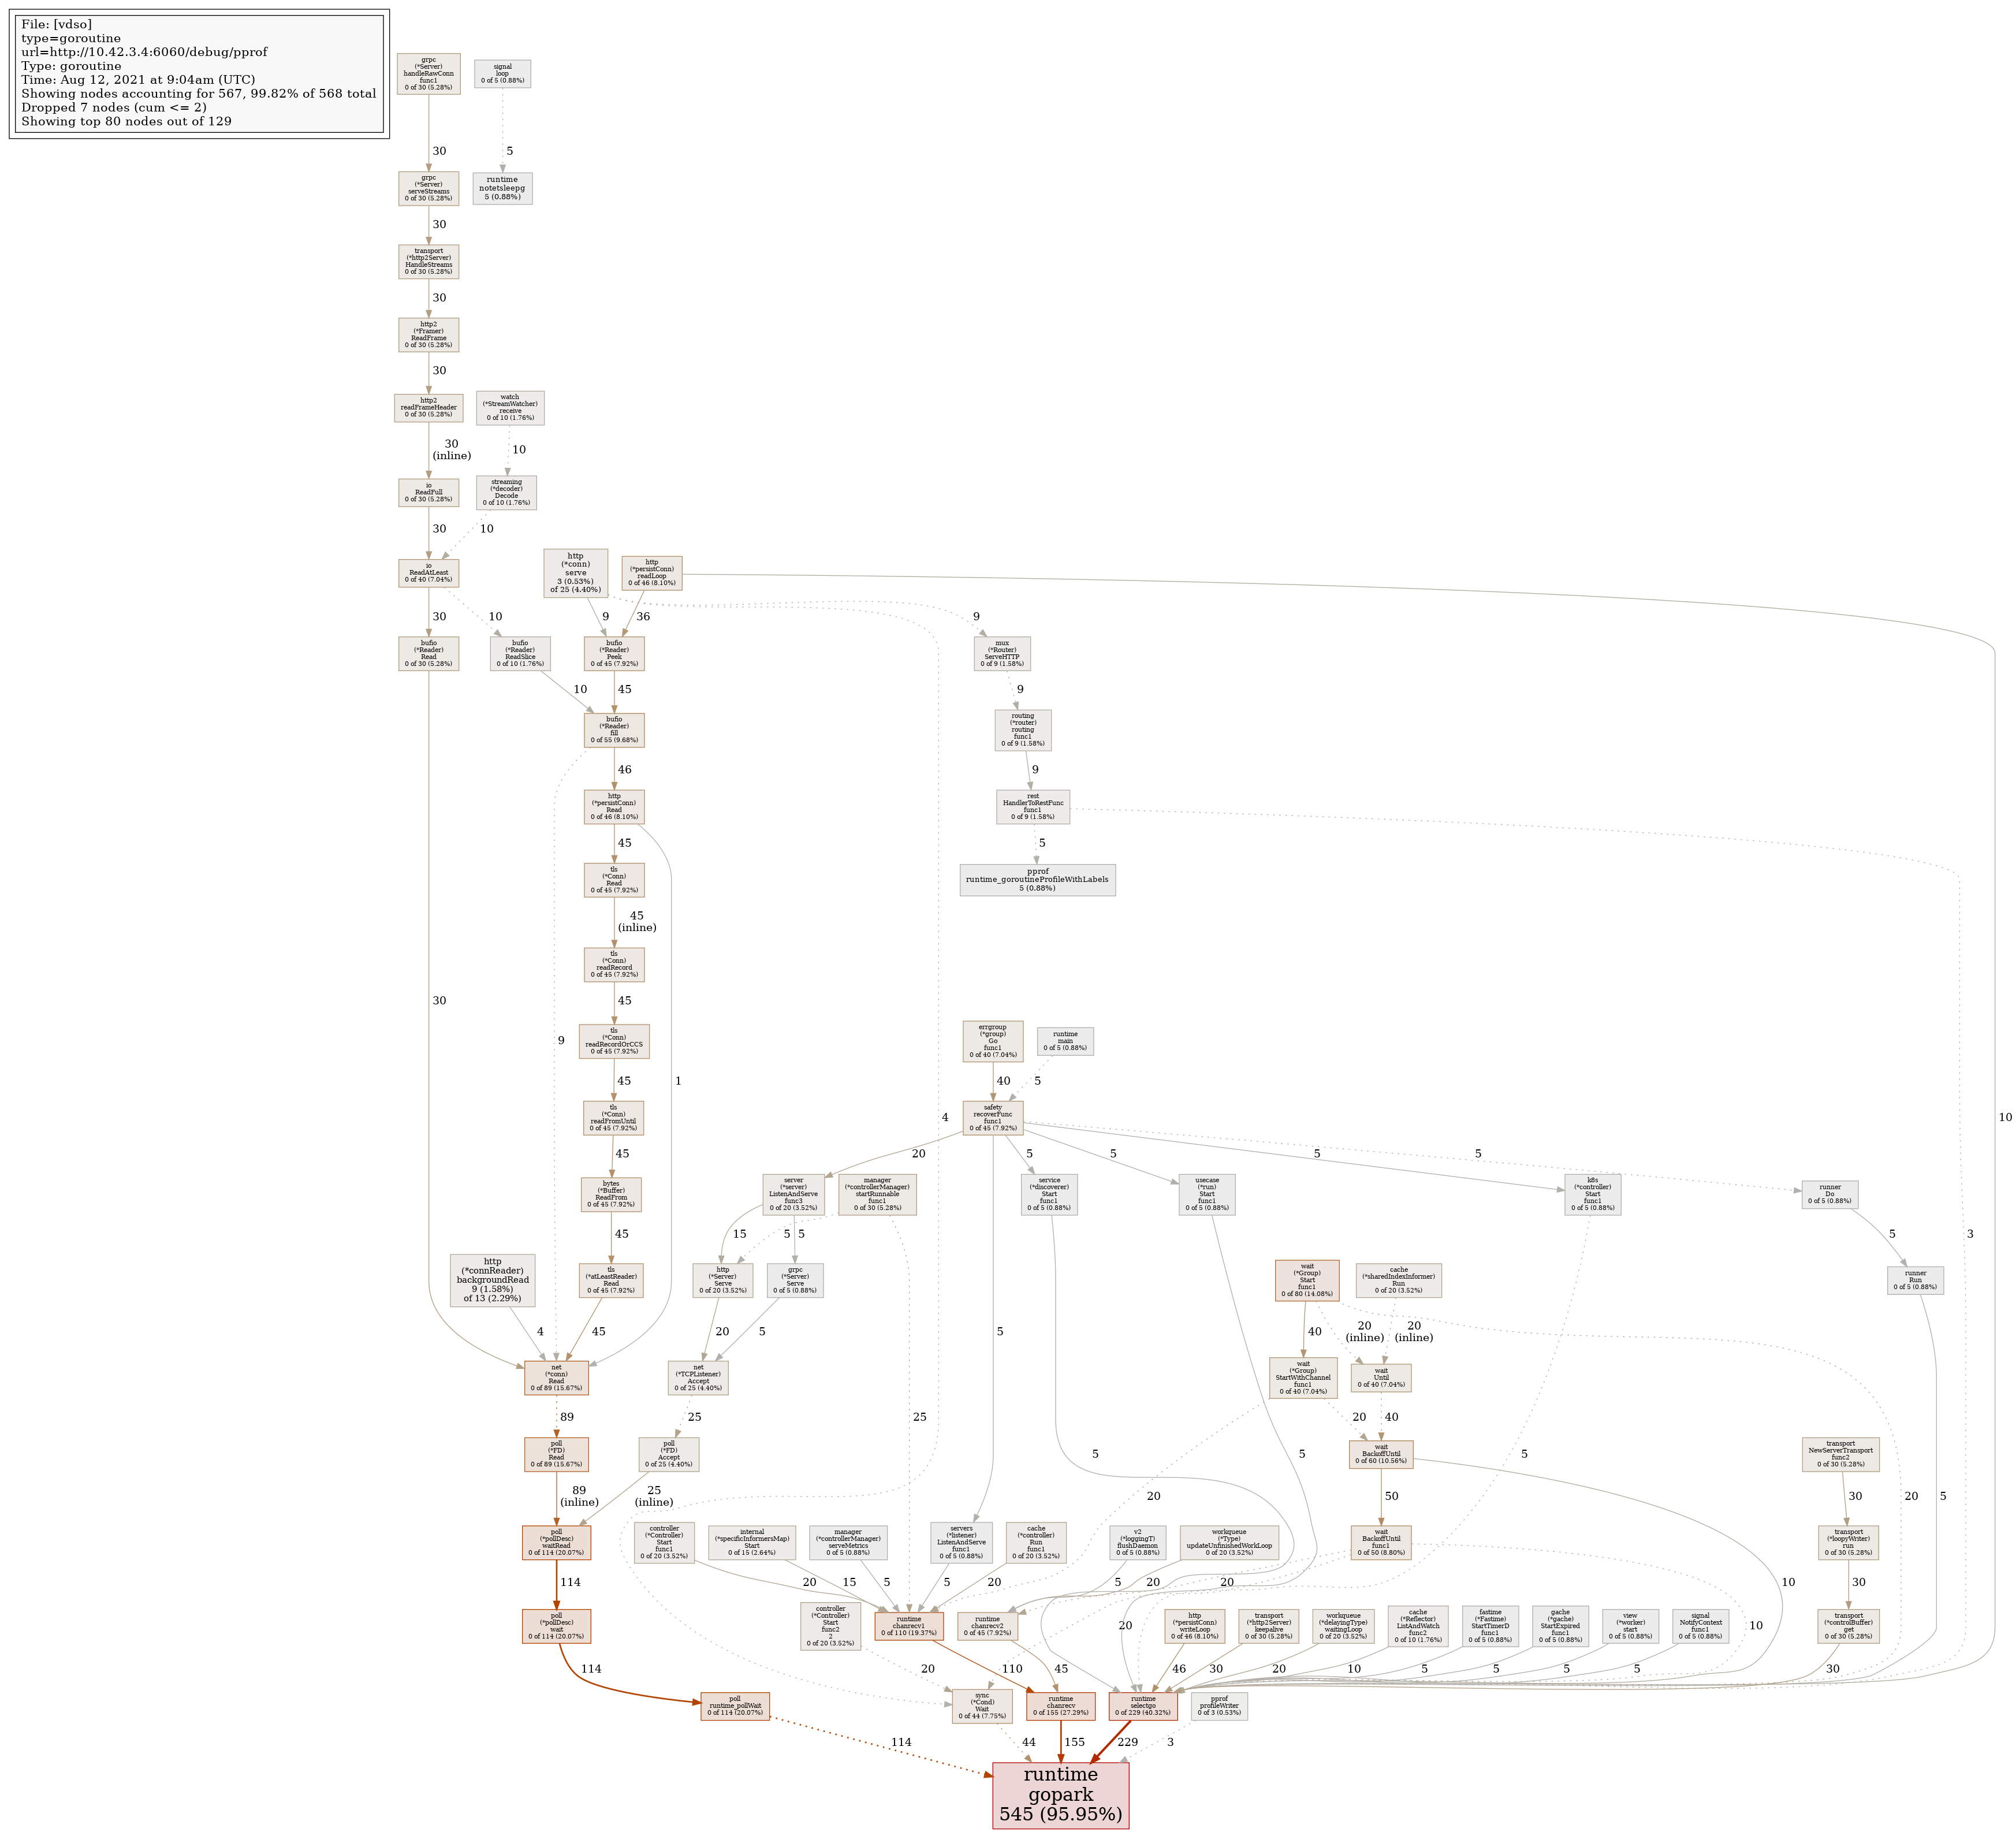 File: [vdso]
type=goroutine
url=http://10.42.3.4:6060/debug/pprof
Type: goroutine
Time: Aug 12, 2021 at 9:04am (UTC)
Showing nodes accounting for 567, 99.82% of 568 total
Dropped 7 nodes (cum <= 2)
Showing top 80 nodes out of 129
grpc
(*Server)
handleRawConn
func1
0 of 30 (5.28%)
signal
loop
0 of 5 (0.88%)
30
5
grpc
(*Server)
serveStreams
0 of 30 (5.28%)
runtime
notetsleepg
5 (0.88%)
30
transport
(*http2Server)
HandleStreams
0 of 30 (5.28%)
30
http2
(*Framer)
ReadFrame
0 of 30 (5.28%)
30
http2
readFrameHeader
0 of 30 (5.28%)
watch
(*StreamWatcher)
receive
0 of 10 (1.76%)
30
(inline)
10
io
ReadFull
0 of 30 (5.28%)
streaming
(*decoder)
Decode
0 of 10 (1.76%)
30
10
io
ReadAtLeast
0 of 40 (7.04%)
http
(*conn)
serve
3 (0.53%)
of 25 (4.40%)
http
(*persistConn)
readLoop
0 of 46 (8.10%)
30
10
9
36
9
bufio
(*Reader)
Read
0 of 30 (5.28%)
bufio
(*Reader)
ReadSlice
0 of 10 (1.76%)
bufio
(*Reader)
Peek
0 of 45 (7.92%)
mux
(*Router)
ServeHTTP
0 of 9 (1.58%)
10
45
9
bufio
(*Reader)
fill
0 of 55 (9.68%)
routing
(*router)
routing
func1
0 of 9 (1.58%)
46
9
http
(*persistConn)
Read
0 of 46 (8.10%)
rest
HandlerToRestFunc
func1
0 of 9 (1.58%)
45
5
tls
(*Conn)
Read
0 of 45 (7.92%)
pprof
runtime_goroutineProfileWithLabels
5 (0.88%)
45
(inline)
tls
(*Conn)
readRecord
0 of 45 (7.92%)
30
45
9
tls
(*Conn)
readRecordOrCCS
0 of 45 (7.92%)
errgroup
(*group)
Go
func1
0 of 40 (7.04%)
runtime
main
0 of 5 (0.88%)
45
1
40
5
tls
(*Conn)
readFromUntil
0 of 45 (7.92%)
4
safety
recoverFunc
func1
0 of 45 (7.92%)
10
45
20
5
5
5
5
bytes
(*Buffer)
ReadFrom
0 of 45 (7.92%)
server
(*server)
ListenAndServe
func3
0 of 20 (3.52%)
manager
(*controllerManager)
startRunnable
func1
0 of 30 (5.28%)
service
(*discoverer)
Start
func1
0 of 5 (0.88%)
usecase
(*run)
Start
func1
0 of 5 (0.88%)
k8s
(*controller)
Start
func1
0 of 5 (0.88%)
runner
Do
0 of 5 (0.88%)
45
15
5
5
5
3
http
(*connReader)
backgroundRead
9 (1.58%)
of 13 (2.29%)
tls
(*atLeastReader)
Read
0 of 45 (7.92%)
http
(*Server)
Serve
0 of 20 (3.52%)
grpc
(*Server)
Serve
0 of 5 (0.88%)
wait
(*Group)
Start
func1
0 of 80 (14.08%)
cache
(*sharedIndexInformer)
Run
0 of 20 (3.52%)
runner
Run
0 of 5 (0.88%)
4
45
20
5
5
40
20
(inline)
20
(inline)
net
(*conn)
Read
0 of 89 (15.67%)
net
(*TCPListener)
Accept
0 of 25 (4.40%)
wait
(*Group)
StartWithChannel
func1
0 of 40 (7.04%)
wait
Until
0 of 40 (7.04%)
89
25
25
20
40
poll
(*FD)
Read
0 of 89 (15.67%)
poll
(*FD)
Accept
0 of 25 (4.40%)
5
5
wait
BackoffUntil
0 of 60 (10.56%)
5
transport
NewServerTransport
func2
0 of 30 (5.28%)
89
(inline)
25
(inline)
20
50
30
20
5
poll
(*pollDesc)
waitRead
0 of 114 (20.07%)
controller
(*Controller)
Start
func1
0 of 20 (3.52%)
internal
(*specificInformersMap)
Start
0 of 15 (2.64%)
manager
(*controllerManager)
serveMetrics
0 of 5 (0.88%)
servers
(*listener)
ListenAndServe
func1
0 of 5 (0.88%)
cache
(*controller)
Run
func1
0 of 20 (3.52%)
v2
(*loggingT)
flushDaemon
0 of 5 (0.88%)
workqueue
(*Type)
updateUnfinishedWorkLoop
0 of 20 (3.52%)
wait
BackoffUntil
func1
0 of 50 (8.80%)
transport
(*loopyWriter)
run
0 of 30 (5.28%)
114
20
15
5
5
20
5
20
20
10
30
poll
(*pollDesc)
wait
0 of 114 (20.07%)
controller
(*Controller)
Start
func2
2
0 of 20 (3.52%)
runtime
chanrecv1
0 of 110 (19.37%)
runtime
chanrecv2
0 of 45 (7.92%)
20
http
(*persistConn)
writeLoop
0 of 46 (8.10%)
transport
(*http2Server)
keepalive
0 of 30 (5.28%)
workqueue
(*delayingType)
waitingLoop
0 of 20 (3.52%)
cache
(*Reflector)
ListAndWatch
func2
0 of 10 (1.76%)
fastime
(*Fastime)
StartTimerD
func1
0 of 5 (0.88%)
gache
(*gache)
StartExpired
func1
0 of 5 (0.88%)
view
(*worker)
start
0 of 5 (0.88%)
signal
NotifyContext
func1
0 of 5 (0.88%)
10
transport
(*controlBuffer)
get
0 of 30 (5.28%)
114
20
110
45
46
30
20
10
5
5
5
5
30
poll
runtime_pollWait
0 of 114 (20.07%)
sync
(*Cond)
Wait
0 of 44 (7.75%)
runtime
chanrecv
0 of 155 (27.29%)
runtime
selectgo
0 of 229 (40.32%)
pprof
profileWriter
0 of 3 (0.53%)
114
44
155
229
3
runtime
gopark
545 (95.95%)